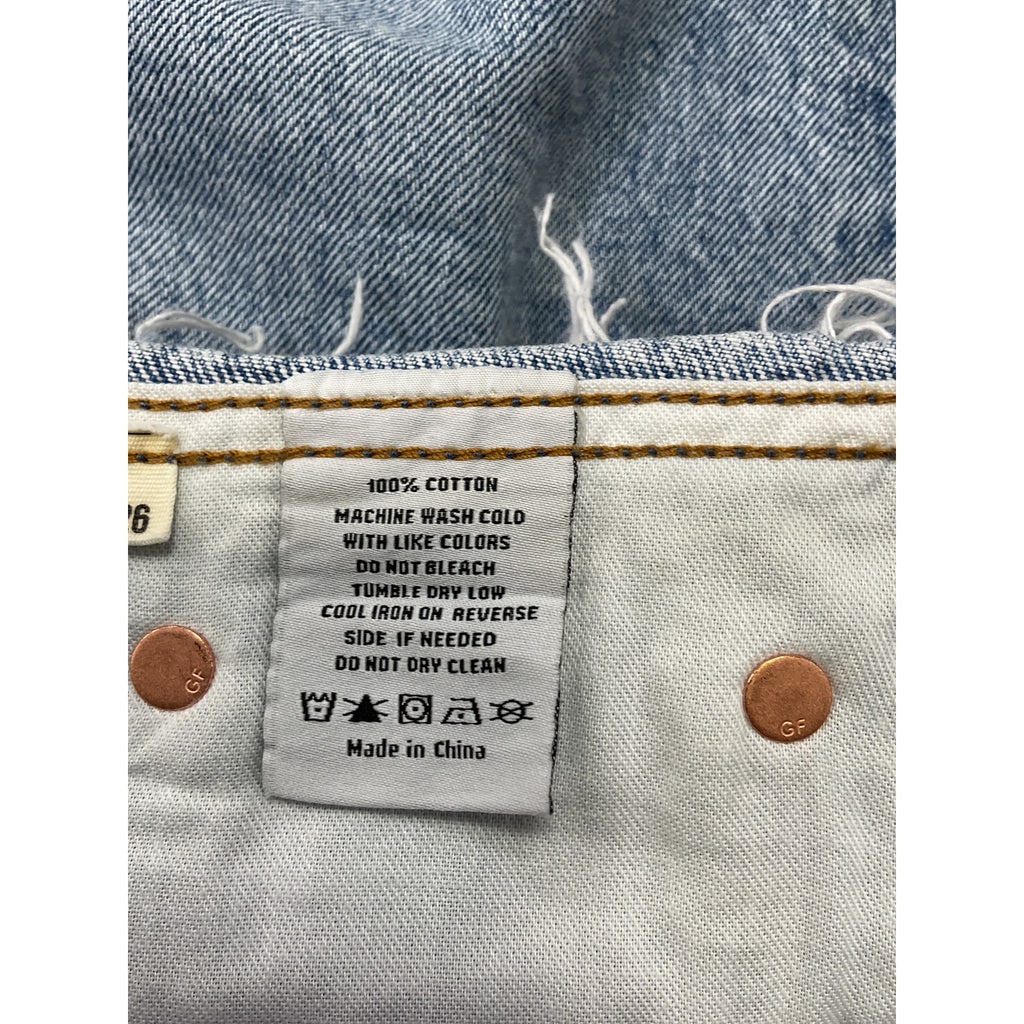 100% COTTON
MACHINE WASH COLD
WITH LIKE COLORS
DO NOT BLEACH
TUMBLE DRY LOW
COOL IRON ON REVERSE
SIDE IF NEEDED
DO NOT DRY CLEAN
Made in China
26
GF
GF